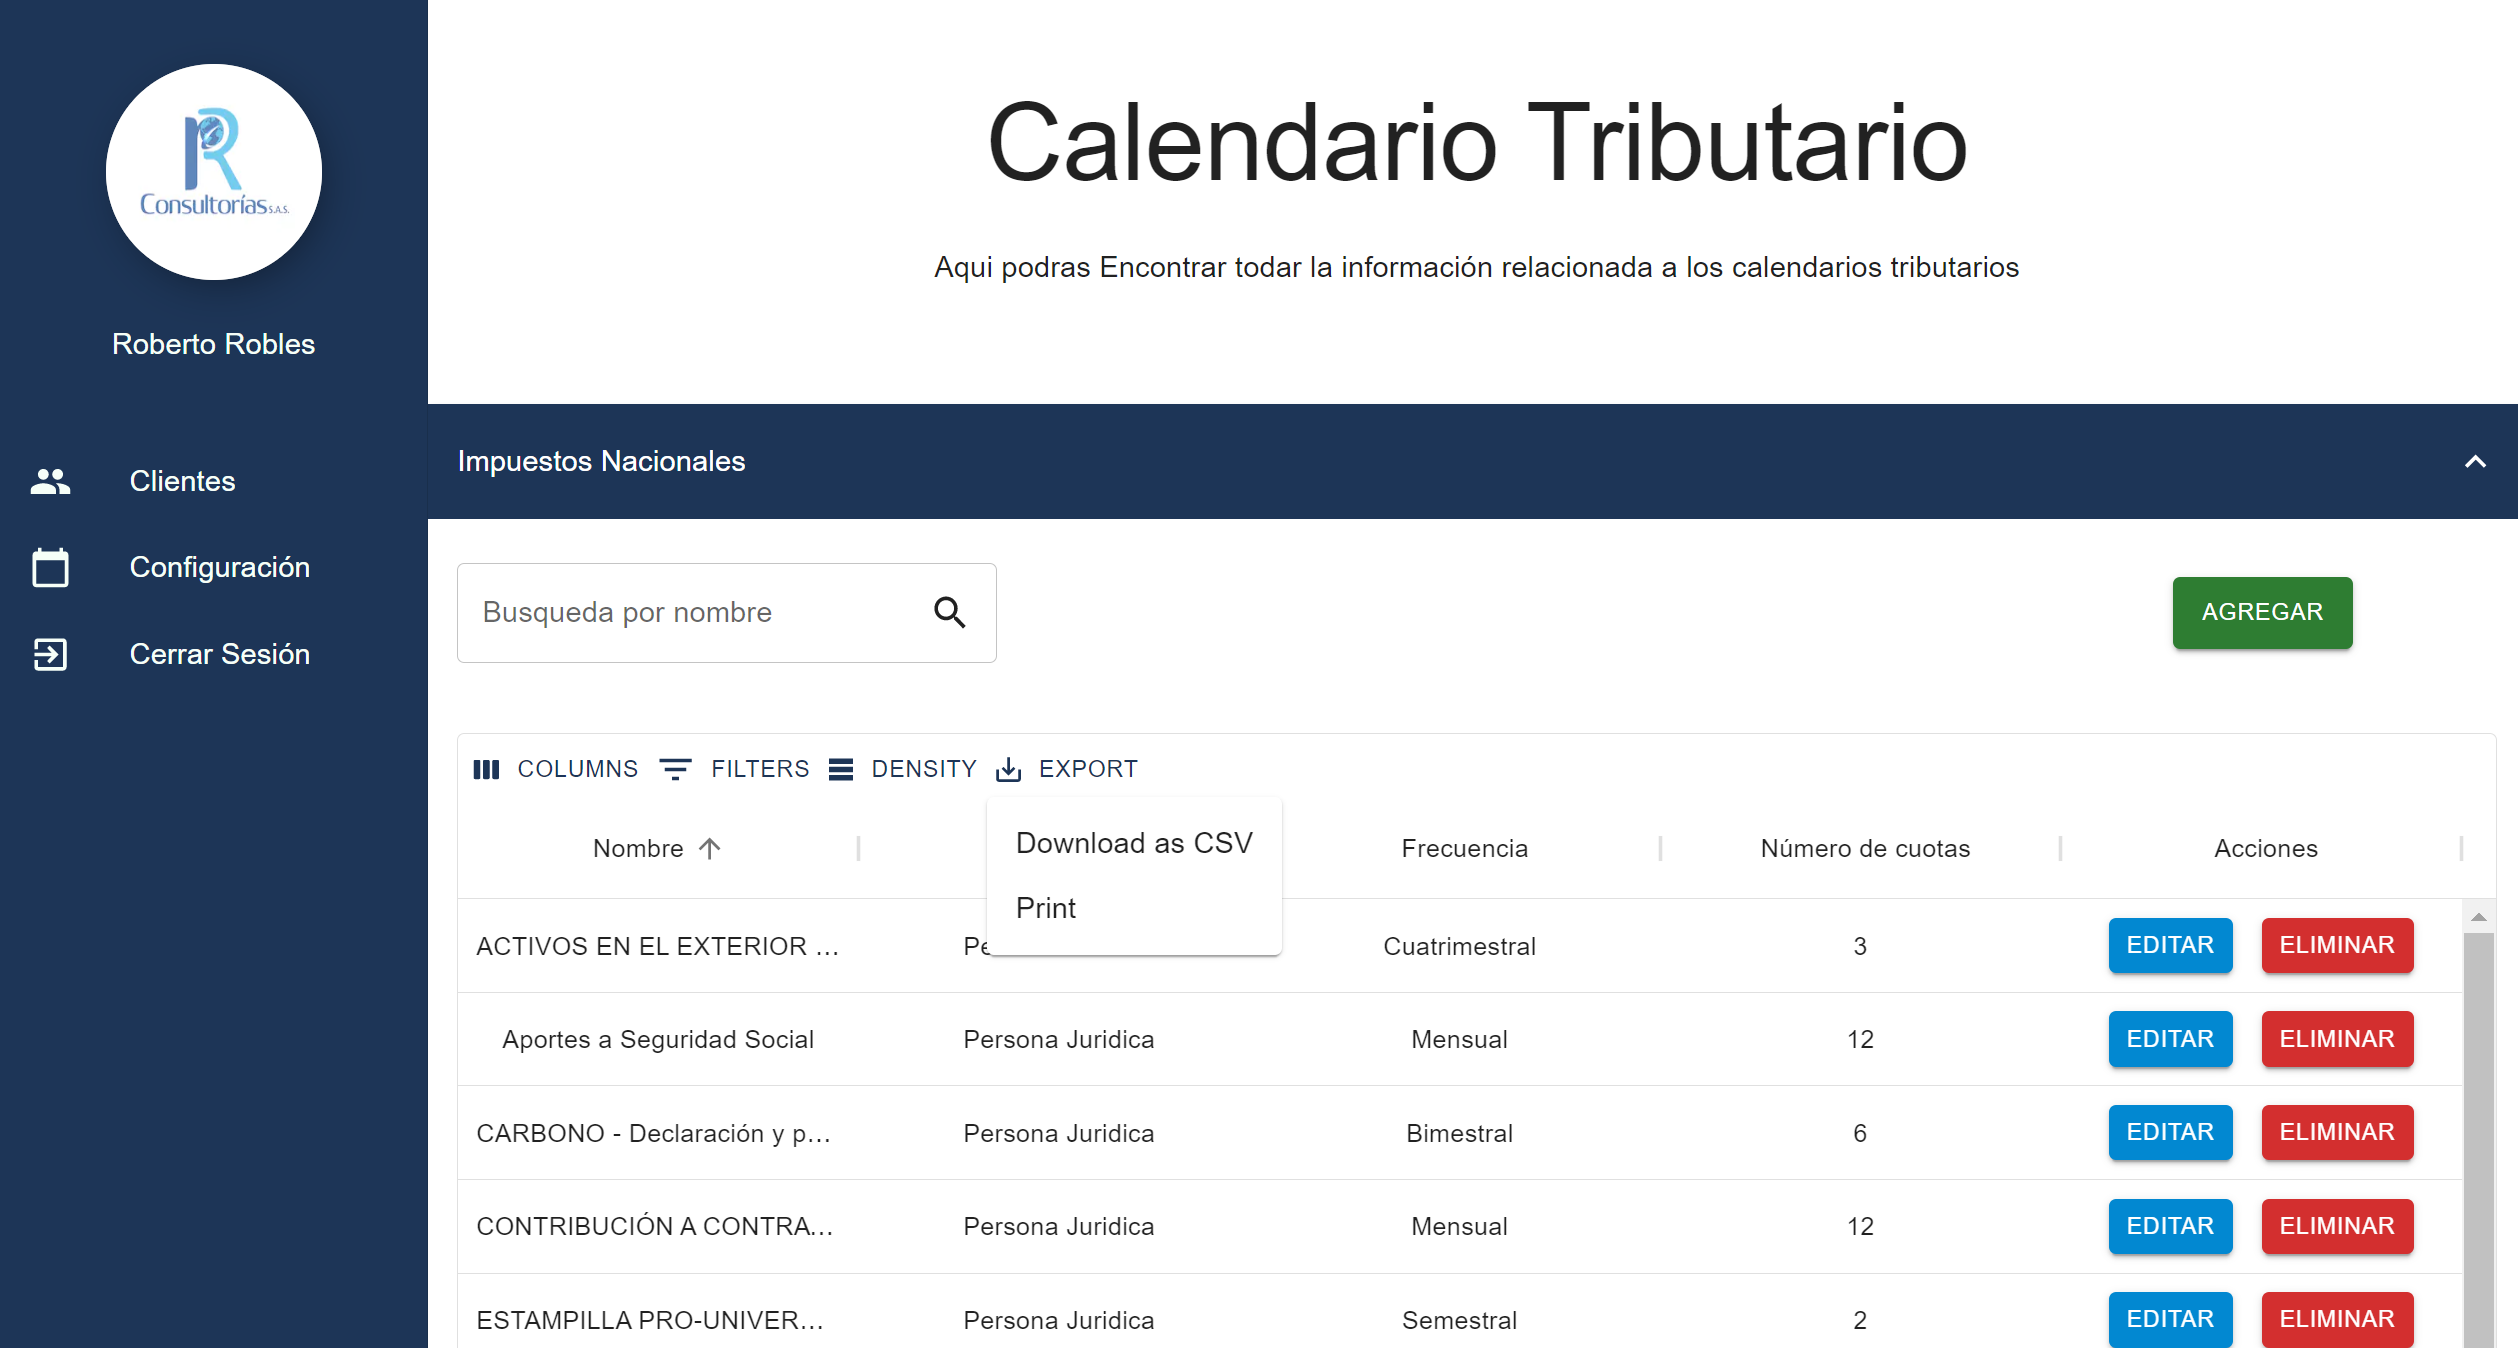 Consultorías S.A.S.
Roberto Robles
Clientes
Configuración
Cerrar Sesión
Calendario Tributario
Aqui podras Encontrar todar la información relacionada a los calendarios tributarios
Impuestos Nacionales
Busqueda por nombre
AGREGAR
COLUMNS FILTERS DENSITY EXPORT
Download as CSV
Print
Nombre Frecuencia Número de cuotas Acciones
ACTIVOS EN EL EXTERIOR ... Pe Cuatrimestral 3 EDITAR ELIMINAR
Aportes a Seguridad Social Persona Juridica Mensual 12 EDITAR ELIMINAR
CARBONO - Declaración y p... Persona Juridica Bimestral 6 EDITAR ELIMINAR
CONTRIBUCIÓN A CONTRA... Persona Juridica Mensual 12 EDITAR ELIMINAR
ESTAMPILLA PRO-UNIVER... Persona Juridica Semestral 2 EDITAR ELIMINAR